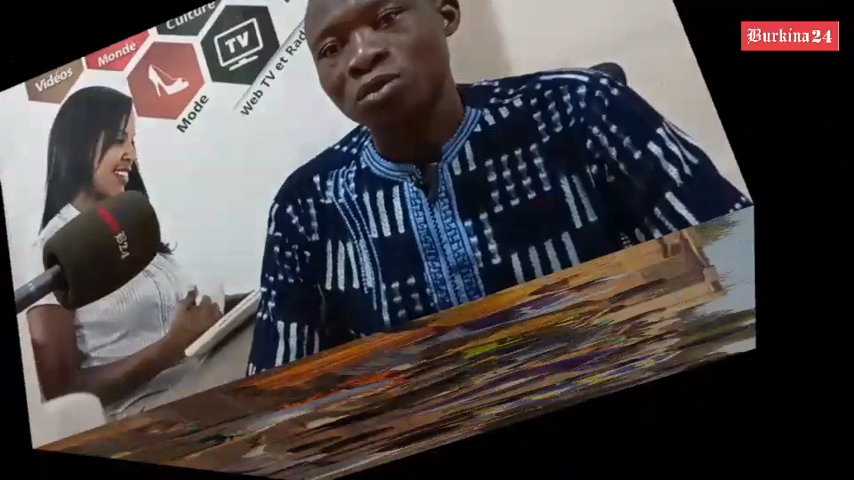 Burkina24
Culture
Monde
Vidéos
TV
Web TV et Rad
Mode
B24